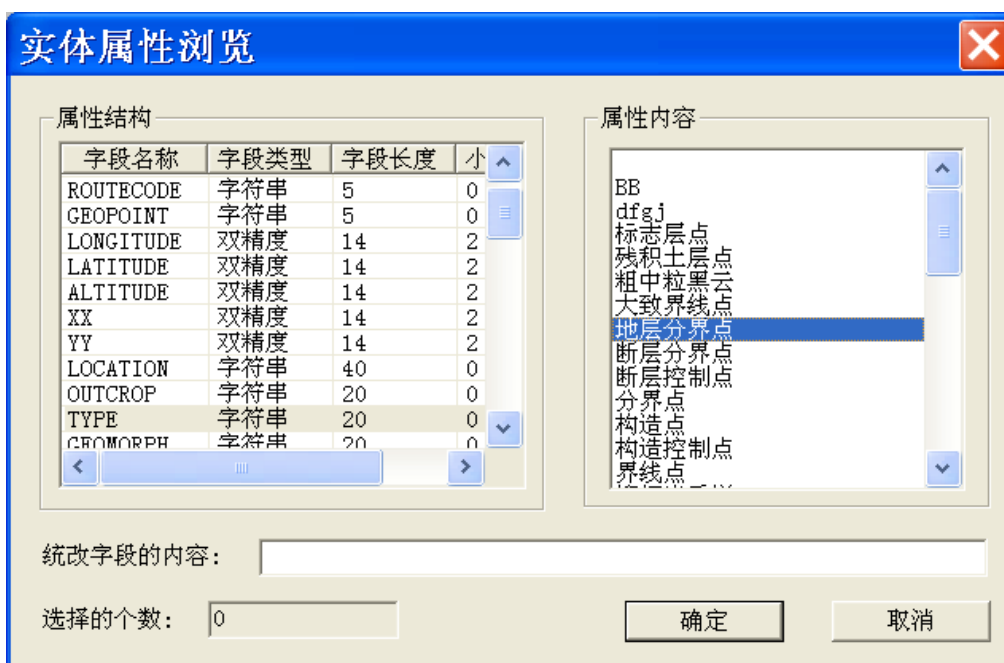 实体属性浏览
属性结构
字段名称 字段类型 字段长度 小
ROUTECODE 字符串 5 0
GEOPOINT 字符串 5 0
LONGITUDE 双精度 14 2
LATITUDE 双精度 14 2
ALTITUDE 双精度 14 2
XX 双精度 14 2
YY 双精度 14 2
LOCATION 字符串 40 0
OUTCROP 字符串 20 0
TYPE 字符串 20 0
GEOMORPH 字符串 20 0
属性内容
BB
dfgj
标志层点
残积土层点
粗中粒黑云
大致界线点
地层分界点
断层分界点
断层控制点
分界点
构造点
构造控制点
界线点
统改字段的内容:
选择的个数: 0
确定 取消